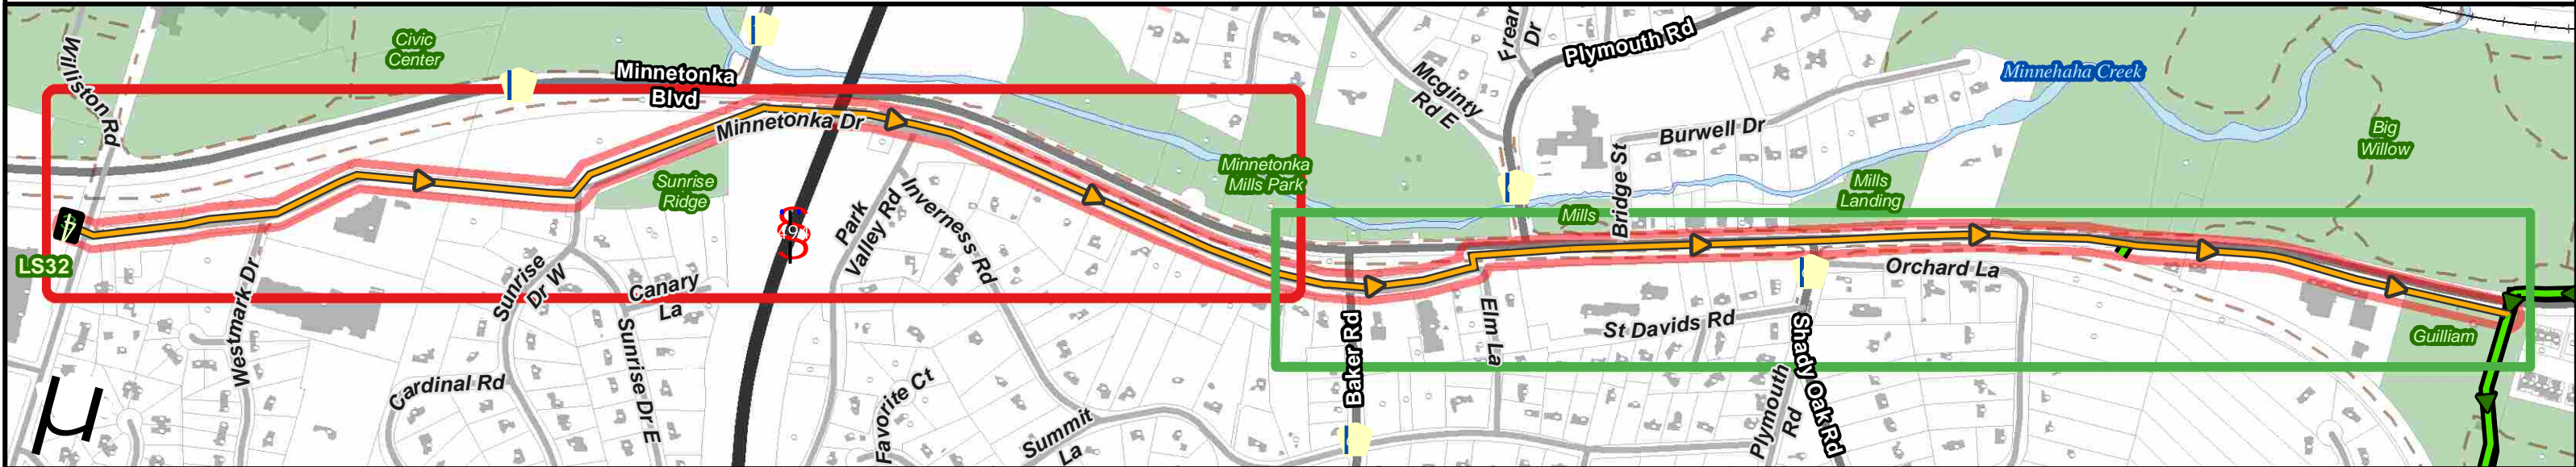 Williston Rd
Civic
Center
Minnetonka
Blvd
Minnetonka Dr
Sunrise
Ridge
LS32
Westmark Dr
Sunrise
Dr W
Canary
La
Sunrise Dr E
Cardinal Rd
Park
Valley Rd
Inverness Rd
Favorite Ct
Summit
La
Minnetonka
Mills Park
Mcginty
Rd E
Frear
Dr
Plymouth Rd
Burwell Dr
Bridge St
Mills
Mills
Landing
Minnehaha Creek
Big
Willow
Baker Rd
Elm La
St Davids Rd
Orchard La
Shady Oak Rd
Plymouth
Rd
Guilliam
µ